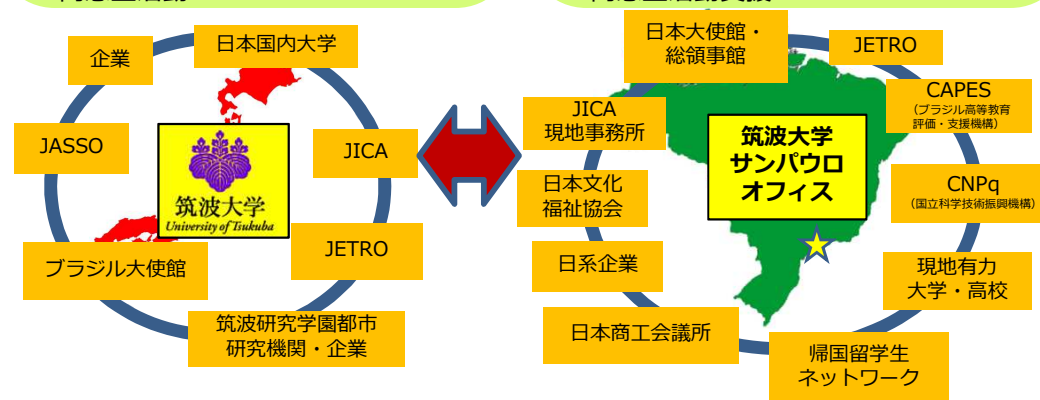 日本国内大学
企業
JASSO
JICA
筑波大学
University of Tsukuba
JETRO
ブラジル大使館
筑波研究学園都市
研究機関・企業
日本大使館・
総領事館
JETRO
CAPES
（ブラジル高等教育
評価・支援機構）
JICA
現地事務所
筑波大学
サンパウロ
オフィス
日本文化
福祉協会
CNPq
（国立科学技術振興機構）
日系企業
現地有力
大学・高校
日本商工会議所
帰国留学生
ネットワーク